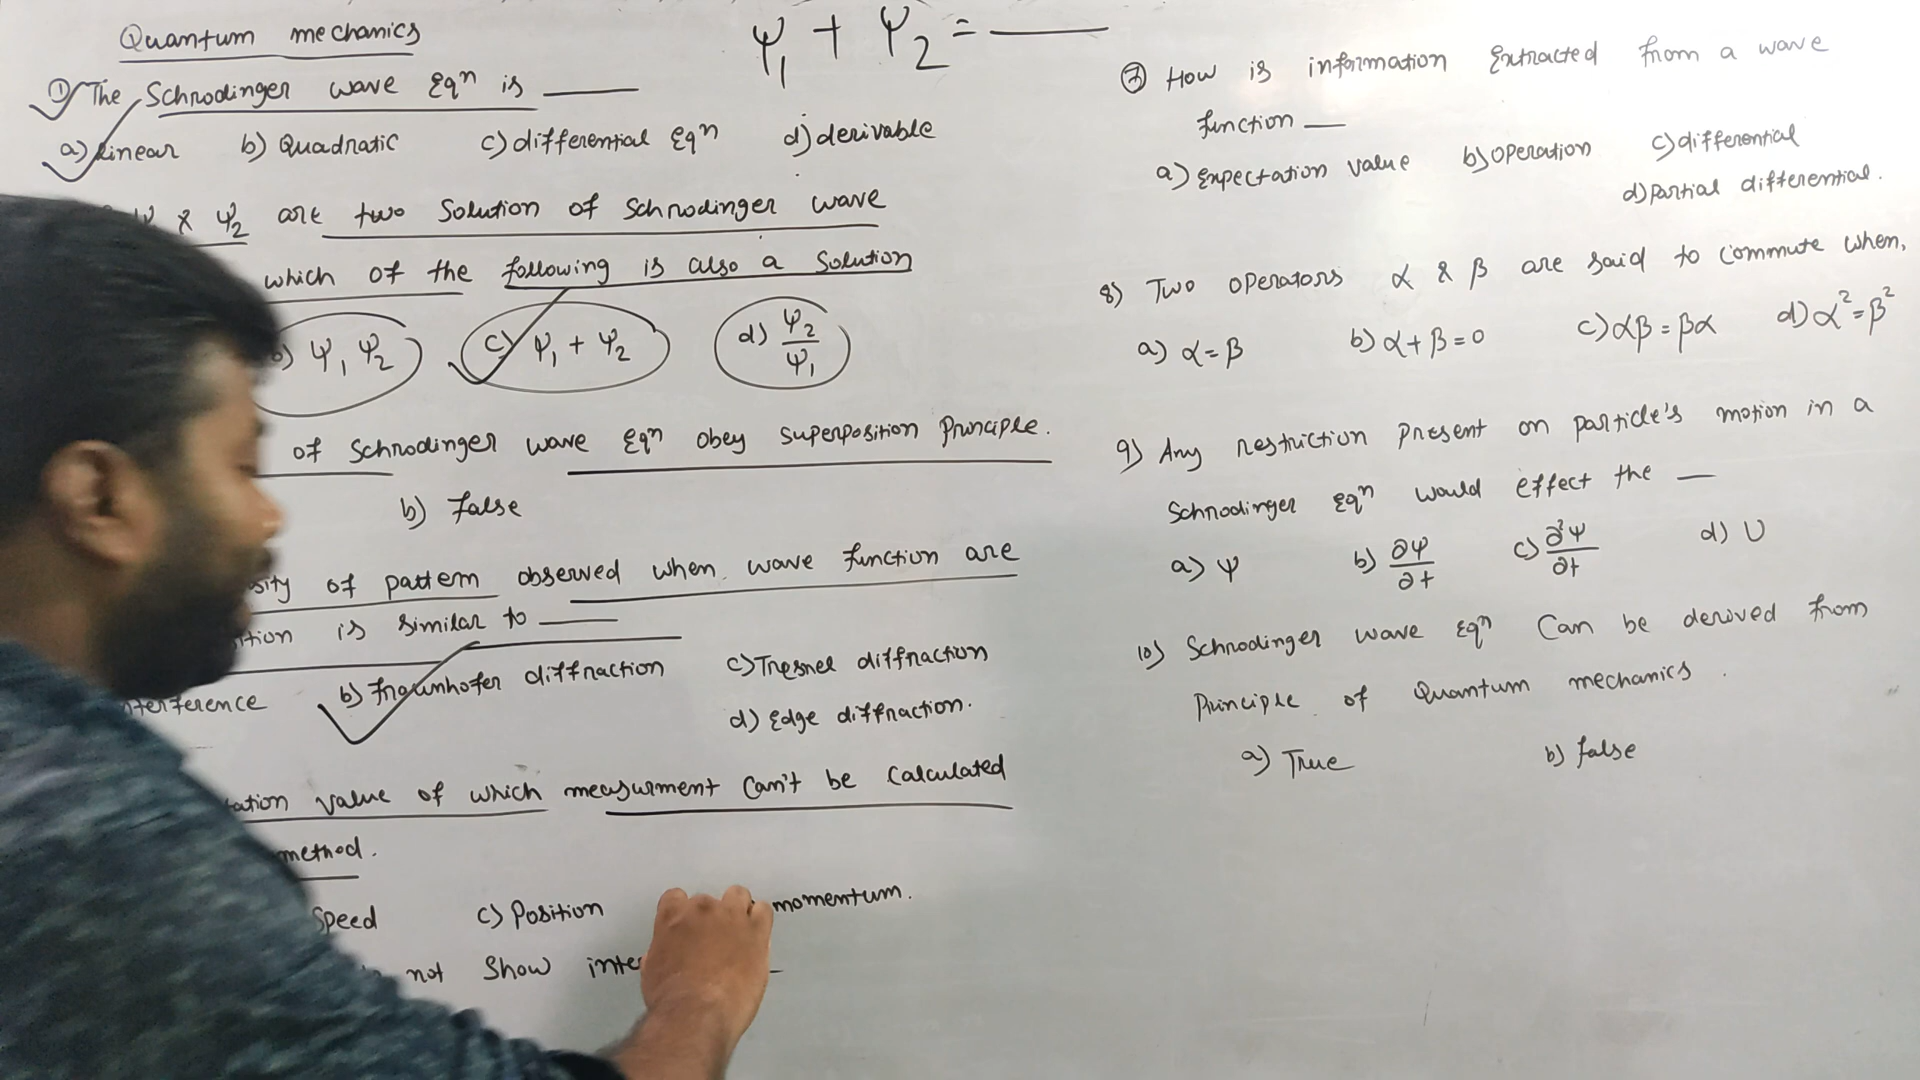 Quantum mechanics
ψ₁ + ψ₂ = ____
① The Schrodinger wave Eqⁿ is ____
a) Linear b) Quadratic c) differential Eqⁿ d) derivable
& ψ₂ are two Solution of Schrodinger wave
which of the following is also a Solution
ψ₁ ψ₂ c) ψ₁ + ψ₂ d) ψ₂/ψ₁
of Schrodinger wave Eqⁿ obey superposition Principle.
b) False
of pattern observed when wave function are
is similar to ____
b) Fraunhofer diffraction c) Fresnel diffraction
d) Edge diffraction.
value of which measurment Can't be Calculated
method.
Speed c) Position momentum.
not Show
⑦ How is information Extracted from a wave
function __
a) Expectation value b) operation c) differential
d) partial differential.
8) Two operators α & β are said to commute when,
a) α = β b) α + β = 0 c) αβ = βα d) α² = β²
9) Any restriction present on particle's motion in a
Schrodinger Eqⁿ would effect the __
a) ψ b) ∂ψ/∂t c) ∂²ψ/∂t d) U
10) Schrodinger wave Eqⁿ Can be derived from
Principle of Quantum mechanics.
a) True b) false